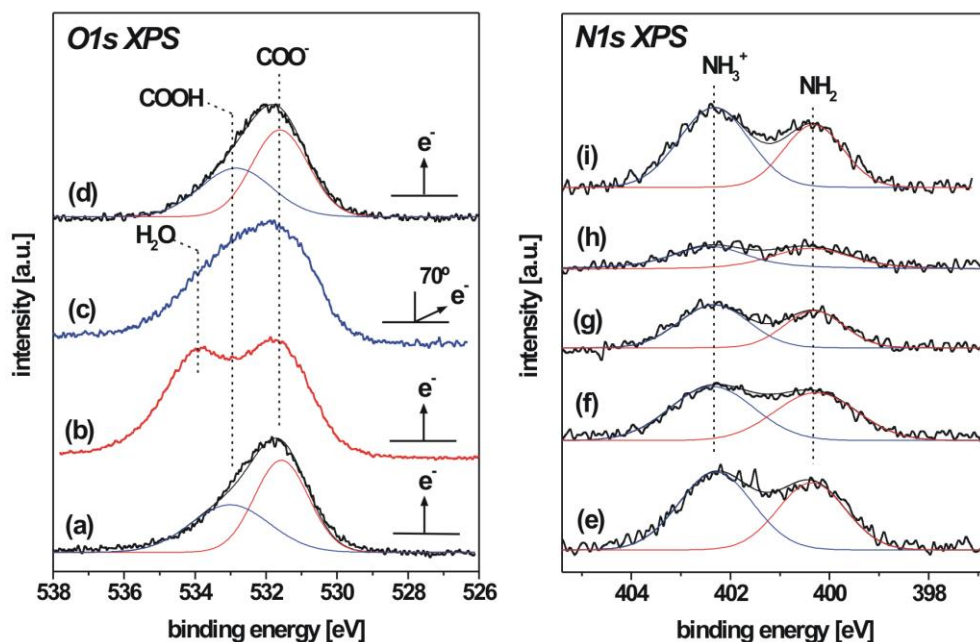 O1s XPS
COO⁻
COOH
e⁻
(d)
H₂O
70º
e⁻
(c)
e⁻
(b)
e⁻
(a)
538 536 534 532 530 528 526
binding energy [eV]
intensity [a.u.]
N1s XPS
NH₃⁺
NH₂
(i)
(h)
(g)
(f)
(e)
404 402 400 398
binding energy [eV]
intensity [a.u.]